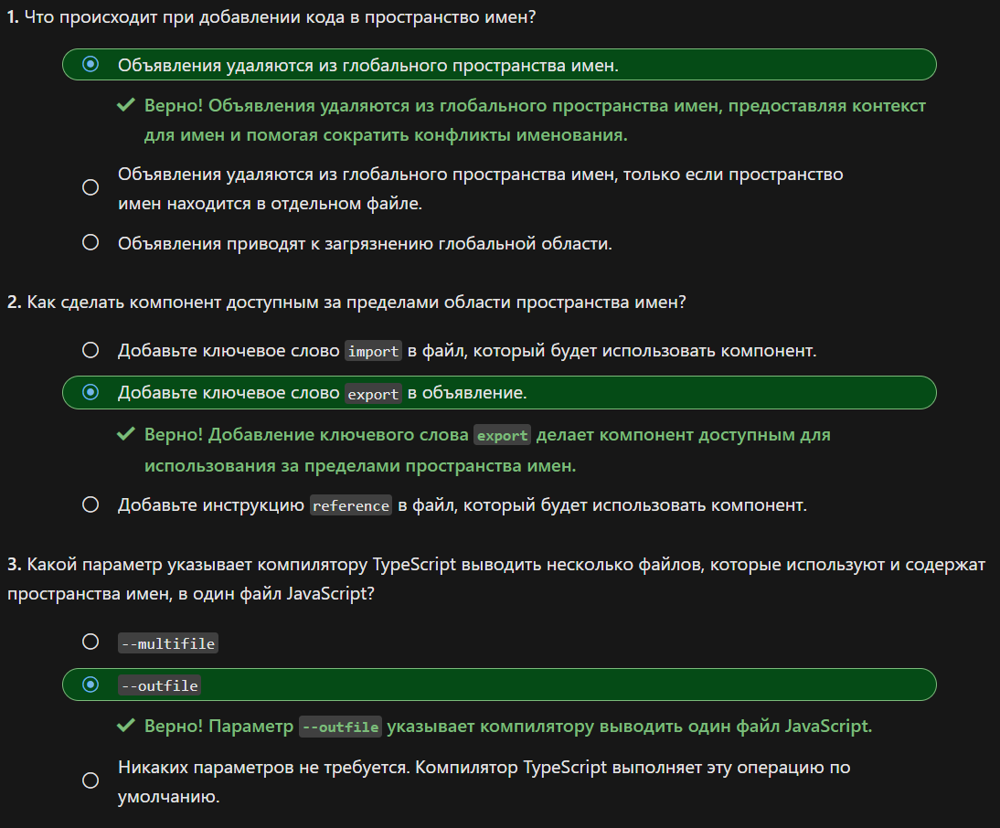 1. Что происходит при добавлении кода в пространство имен?
Объявления удаляются из глобального пространства имен.
Верно! Объявления удаляются из глобального пространства имен, предоставляя контекст
для имен и помогая сократить конфликты именования.
Объявления удаляются из глобального пространства имен, только если пространство
имен находится в отдельном файле.
Объявления приводят к загрязнению глобальной области.
2. Как сделать компонент доступным за пределами области пространства имен?
Добавьте ключевое слово import в файл, который будет использовать компонент.
Добавьте ключевое слово export в объявление.
Верно! Добавление ключевого слова export делает компонент доступным для
использования за пределами пространства имен.
Добавьте инструкцию reference в файл, который будет использовать компонент.
3. Какой параметр указывает компилятору TypeScript выводить несколько файлов, которые используют и содержат
пространства имен, в один файл JavaScript?
--multifile
--outfile
Верно! Параметр --outfile указывает компилятору выводить один файл JavaScript.
Никаких параметров не требуется. Компилятор TypeScript выполняет эту операцию по
умолчанию.